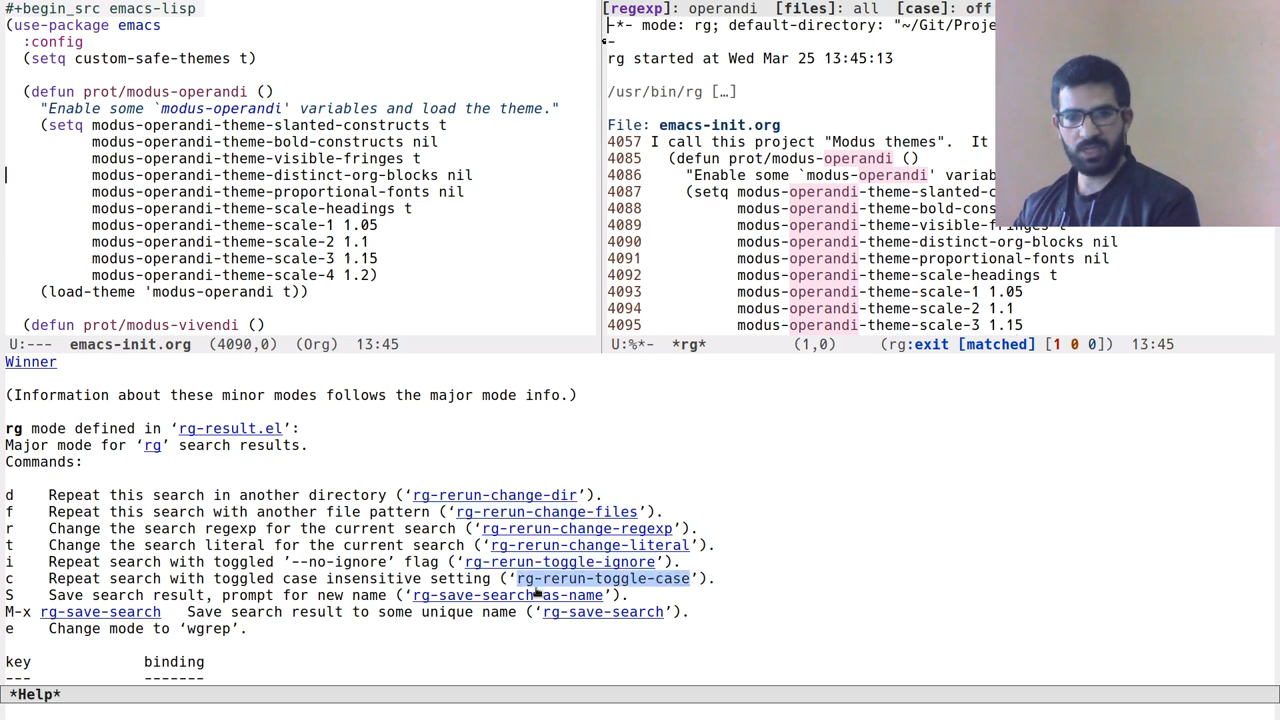 #+begin_src emacs-lisp
(use-package emacs
:config
(setq custom-safe-themes t)
(defun prot/modus-operandi ()
"Enable some `modus-operandi' variables and load the theme."
(setq modus-operandi-theme-slanted-constructs t
modus-operandi-theme-bold-constructs nil
modus-operandi-theme-visible-fringes t
modus-operandi-theme-distinct-org-blocks nil
modus-operandi-theme-proportional-fonts nil
modus-operandi-theme-scale-headings t
modus-operandi-theme-scale-1 1.05
modus-operandi-theme-scale-2 1.1
modus-operandi-theme-scale-3 1.15
modus-operandi-theme-scale-4 1.2)
(load-theme 'modus-operandi t))
(defun prot/modus-vivendi ()
U:--- emacs-init.org (4090,0) (Org) 13:45
[regexp]: operandi [files]: all [case]: off
-*- mode: rg; default-directory: "~/Git/Proje
-
rg started at Wed Mar 25 13:45:13
/usr/bin/rg […]
File: emacs-init.org
4057 I call this project "Modus themes". It
4085 (defun prot/modus-operandi ()
4086 "Enable some `modus-operandi' variab
4087 (setq modus-operandi-theme-slanted-c
4088 modus-operandi-theme-bold-cons
4089 modus-operandi-theme-visible-fringes t
4090 modus-operandi-theme-distinct-org-blocks nil
4091 modus-operandi-theme-proportional-fonts nil
4092 modus-operandi-theme-scale-headings t
4093 modus-operandi-theme-scale-1 1.05
4094 modus-operandi-theme-scale-2 1.1
4095 modus-operandi-theme-scale-3 1.15
U:%*- *rg* (1,0) (rg:exit [matched] [1 0 0]) 13:45
Winner
(Information about these minor modes follows the major mode info.)
rg mode defined in ‘rg-result.el’:
Major mode for ‘rg’ search results.
Commands:
d Repeat this search in another directory (‘rg-rerun-change-dir’).
f Repeat this search with another file pattern (‘rg-rerun-change-files’).
r Change the search regexp for the current search (‘rg-rerun-change-regexp’).
t Change the search literal for the current search (‘rg-rerun-change-literal’).
i Repeat search with toggled ’--no-ignore’ flag (‘rg-rerun-toggle-ignore’).
c Repeat search with toggled case insensitive setting (‘rg-rerun-toggle-case’).
S Save search result, prompt for new name (‘rg-save-search-as-name’).
M-x rg-save-search Save search result to some unique name (‘rg-save-search’).
e Change mode to ‘wgrep’.
key binding
--- -------
*Help*